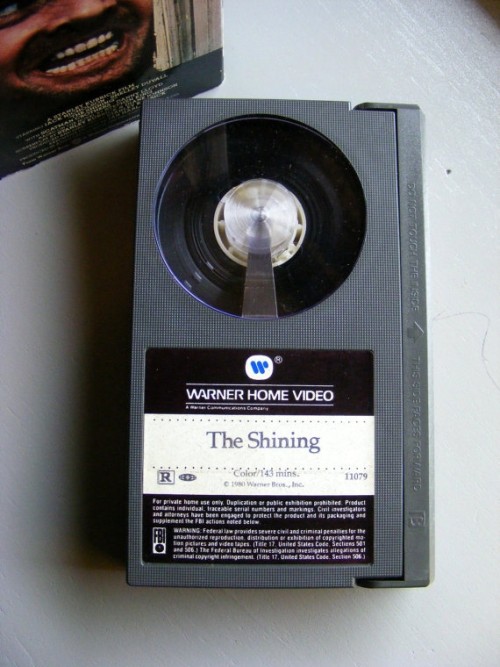 A STANLEY KUBRICK FILM
W
®
WARNER HOME VIDEO
A Warner Communications Company
The Shining
Color/143 mins.
R
11079
© 1980 Warner Bros., Inc.
For private home use only. Duplication or public exhibition prohibited. Product
contains individual, traceable serial numbers and markings. Civil investigators
and attorneys have been engaged to protect the product and its packaging and
supplement the FBI actions noted below.
FBI
WARNING: Federal law provides severe civil and criminal penalties for the
unauthorized reproduction, distribution or exhibition of copyrighted mo-
tion pictures and video tapes. (Title 17, United States Code, Sections 501
and 506.) The Federal Bureau of Investigation investigates allegations of
criminal copyright infringement. (Title 17, United States Code, Section 506.)